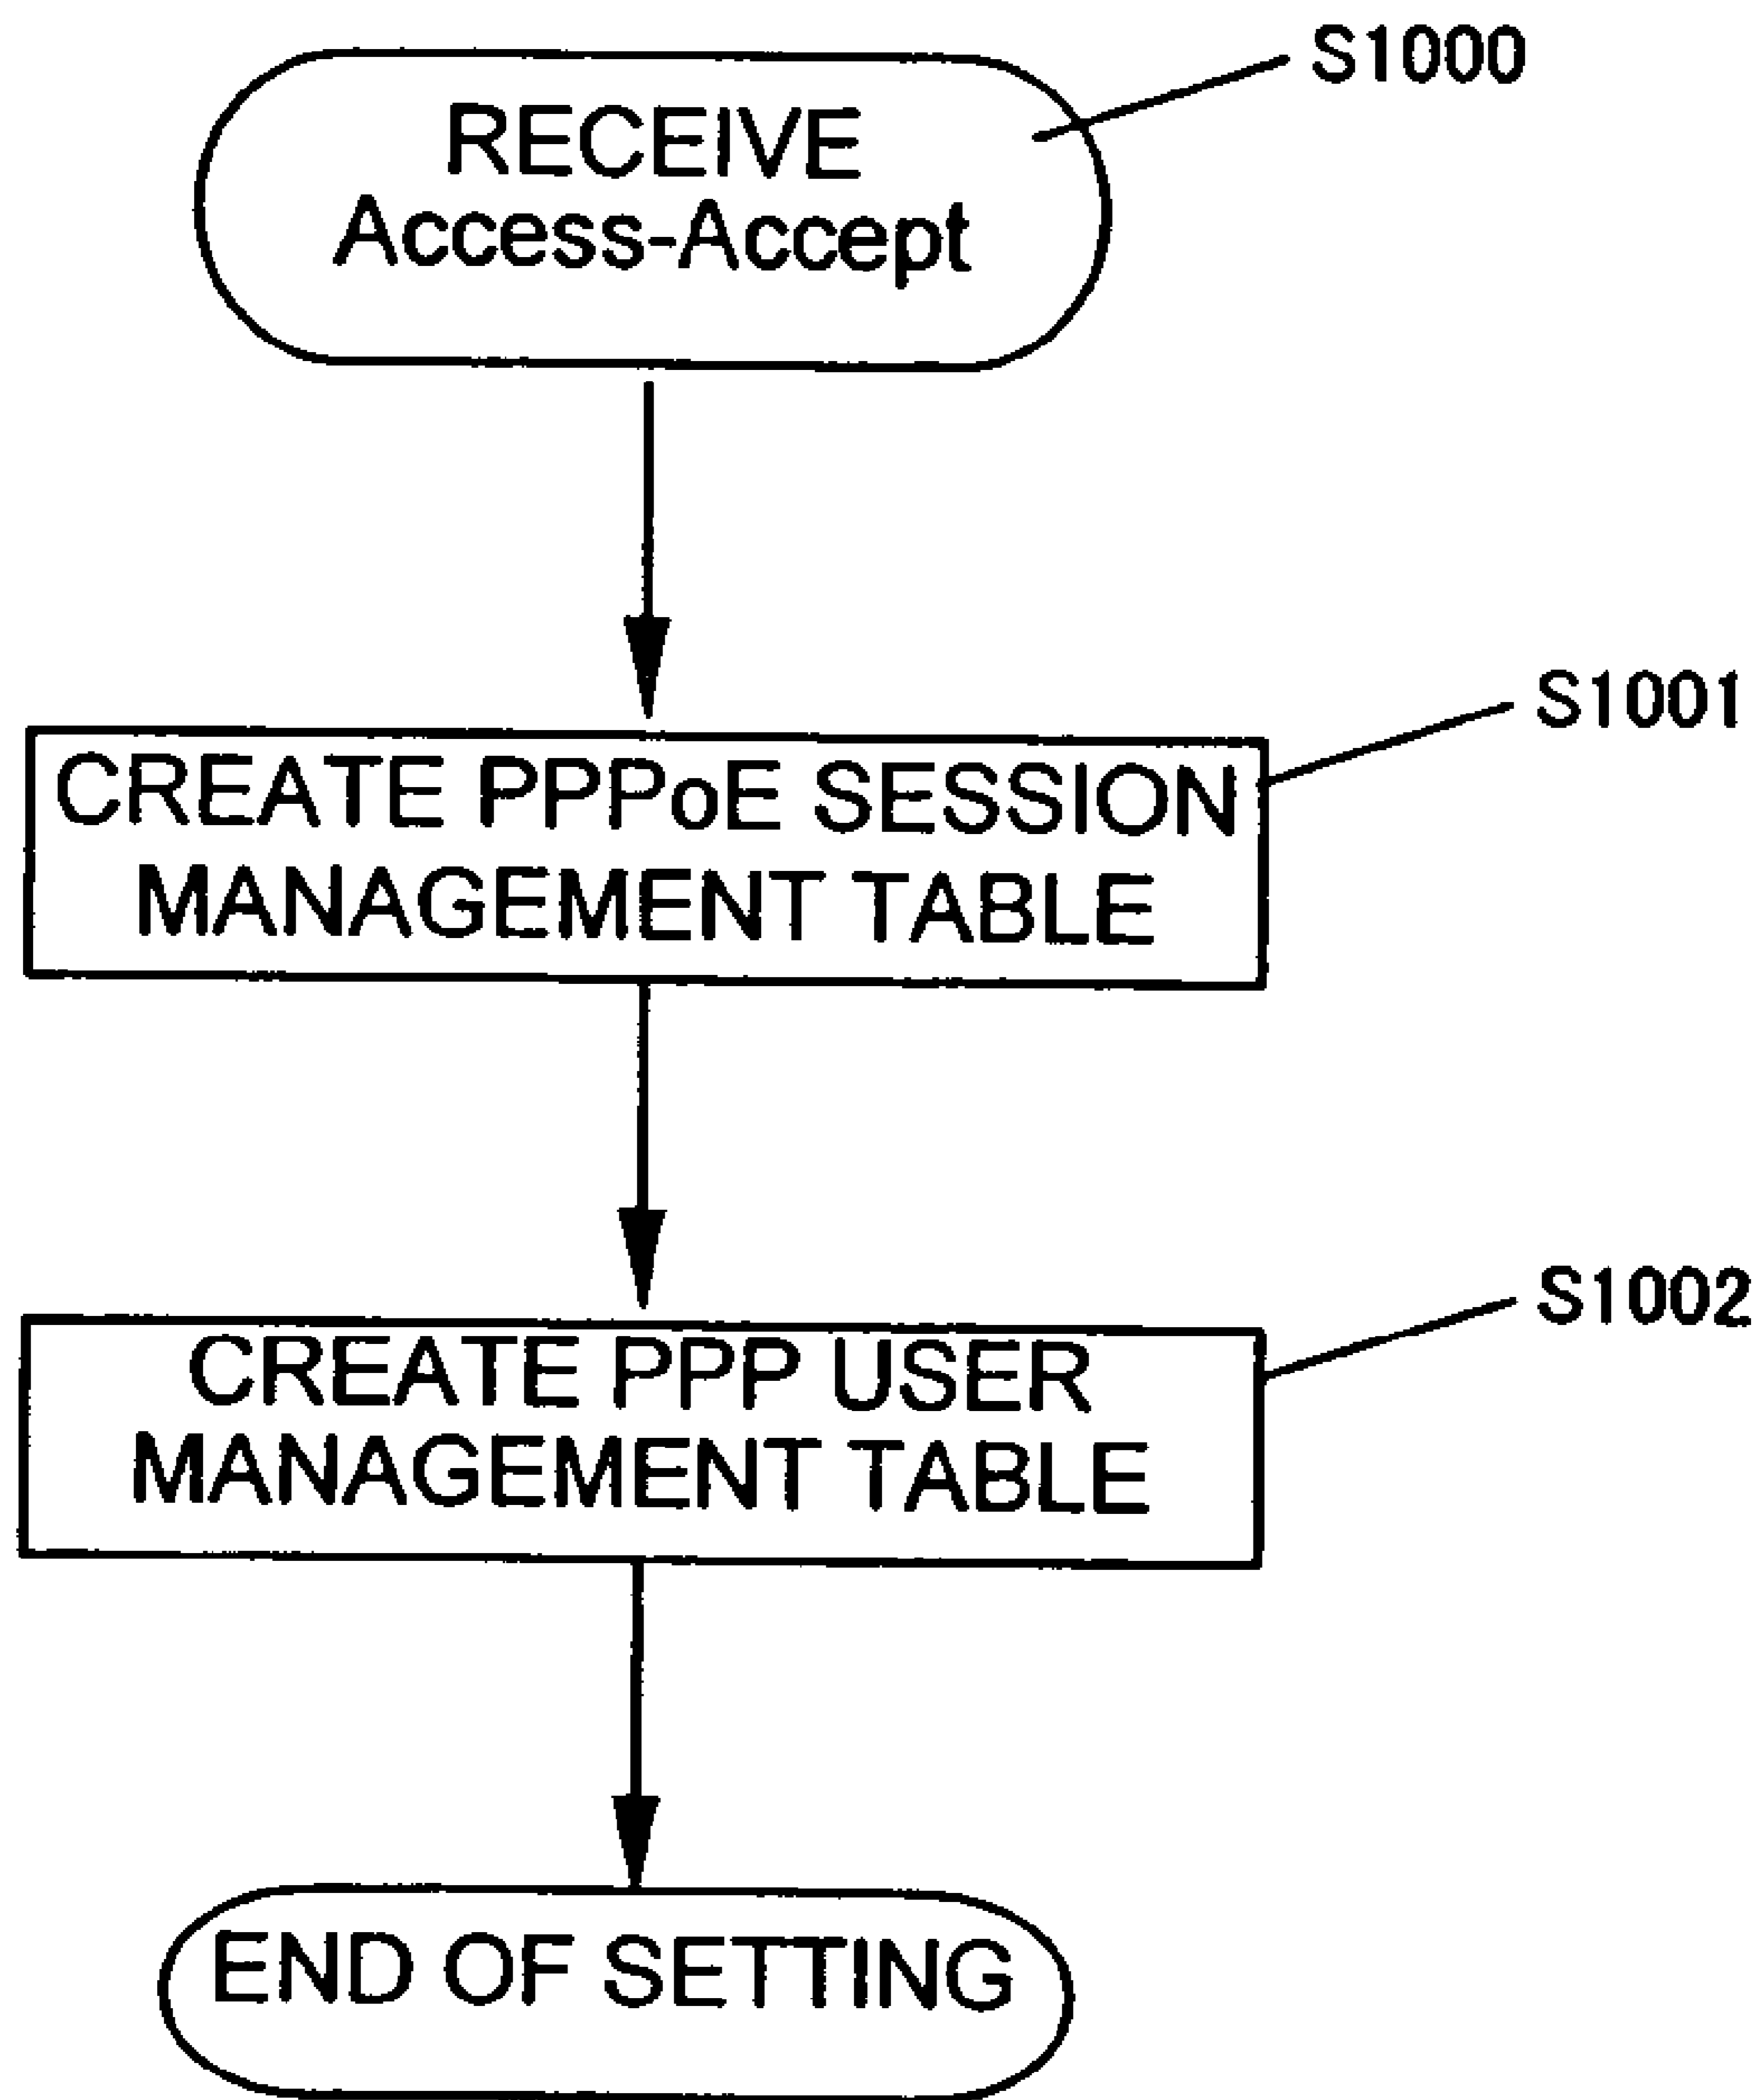 S1000
RECEIVE
Access-Accept
S1001
CREATE PPPoE SESSION
MANAGEMENT TABLE
S1002
CREATE PPP USER
MANAGEMENT TABLE
END OF SETTING